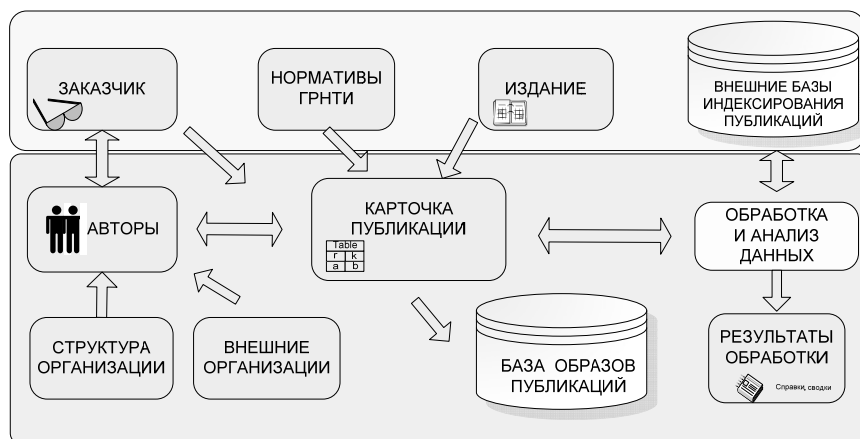 ЗАКАЗЧИК
НОРМАТИВЫ
ГРНТИ
ИЗДАНИЕ
ВНЕШНИЕ БАЗЫ
ИНДЕКСИРОВАНИЯ
ПУБЛИКАЦИЙ
АВТОРЫ
КАРТОЧКА
ПУБЛИКАЦИИ
Table
r k
a b
ОБРАБОТКА
И АНАЛИЗ
ДАННЫХ
СТРУКТУРА
ОРГАНИЗАЦИИ
ВНЕШНИЕ
ОРГАНИЗАЦИИ
БАЗА ОБРАЗОВ
ПУБЛИКАЦИЙ
РЕЗУЛЬТАТЫ
ОБРАБОТКИ
Справки, сводки